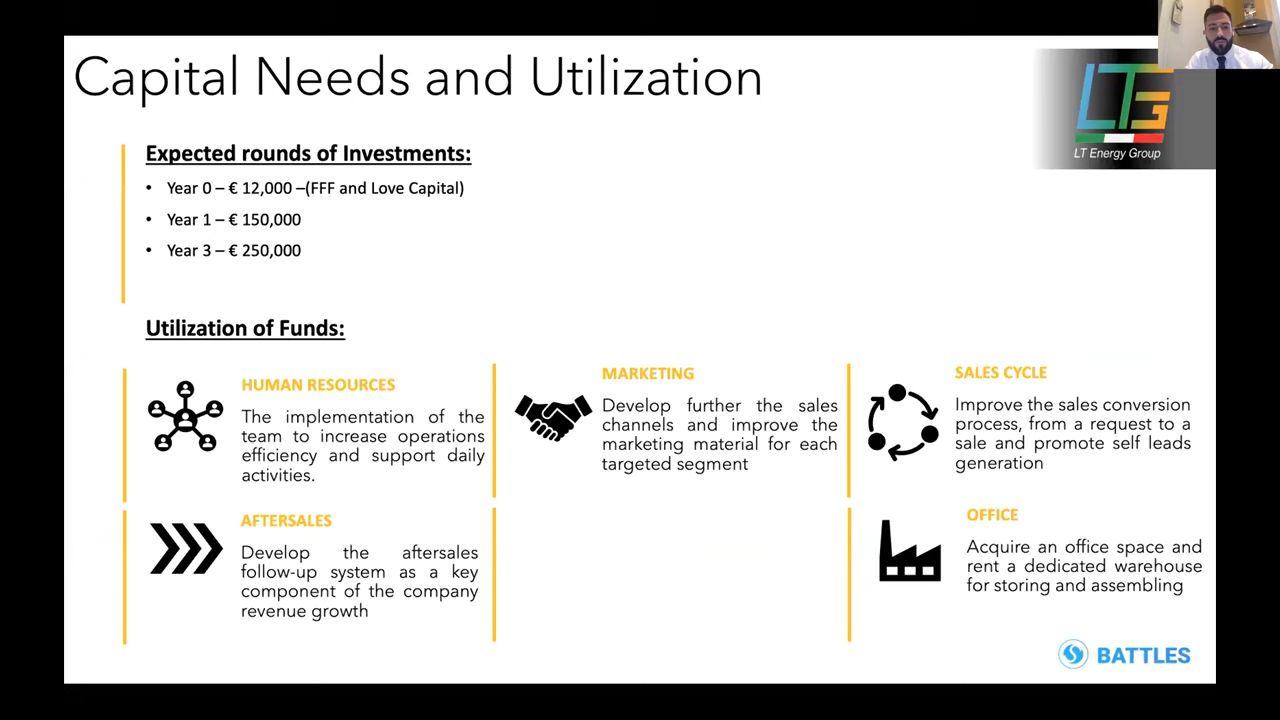 Capital Needs and Utilization
LTG
LT Energy Group
Expected rounds of Investments:
• Year 0 – € 12,000 –(FFF and Love Capital)
• Year 1 – € 150,000
• Year 3 – € 250,000
Utilization of Funds:
HUMAN RESOURCES
The implementation of the
team to increase operations
efficiency and support daily
activities.
MARKETING
Develop further the sales
channels and improve the
marketing material for each
targeted segment
SALES CYCLE
Improve the sales conversion
process, from a request to a
sale and promote self leads
generation
AFTERSALES
Develop the aftersales
follow-up system as a key
component of the company
revenue growth
OFFICE
Acquire an office space and
rent a dedicated warehouse
for storing and assembling
BATTLES